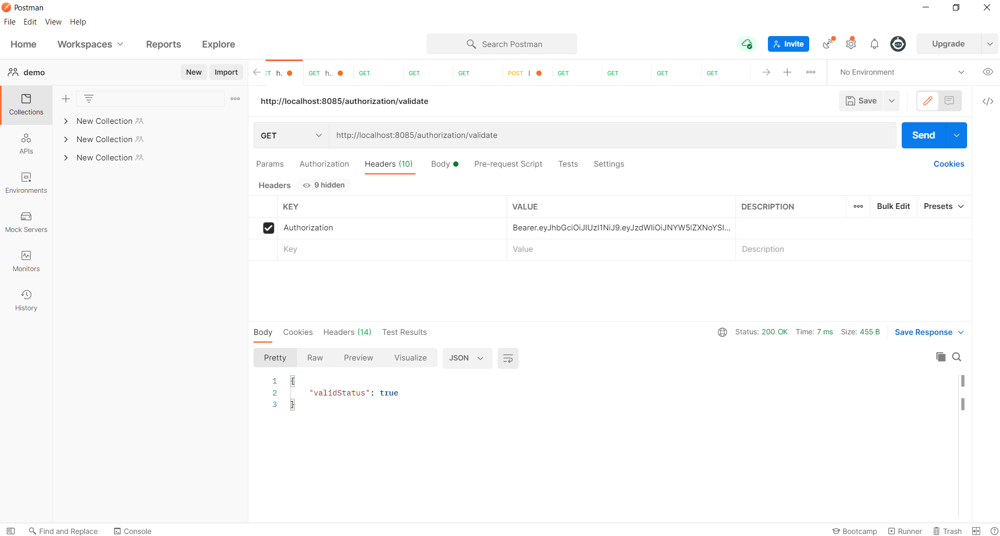 Postman
File Edit View Help
Home Workspaces Reports Explore Search Postman Invite Upgrade
demo New Import
ET h. GET h.. GET GET GET POST l. GET GET GET GET No Environment
Collections
APIs
Environments
Mock Servers
Monitors
History
New Collection
New Collection
New Collection
http://localhost:8085/authorization/validate Save
GET http://localhost:8085/authorization/validate Send
Params Authorization Headers (10) Body Pre-request Script Tests Settings Cookies
Headers 9 hidden
KEY VALUE DESCRIPTION Bulk Edit Presets
Authorization Bearer.eyJhbGciOiJIUzI1NiJ9.eyJzdWIiOiJNYW5lZXNoYSI...
Key Value Description
Body Cookies Headers (14) Test Results Status: 200 OK Time: 7 ms Size: 455 B Save Response
Pretty Raw Preview Visualize JSON
1 {
2 "validStatus": true
3 }
Find and Replace Console Bootcamp Runner Trash